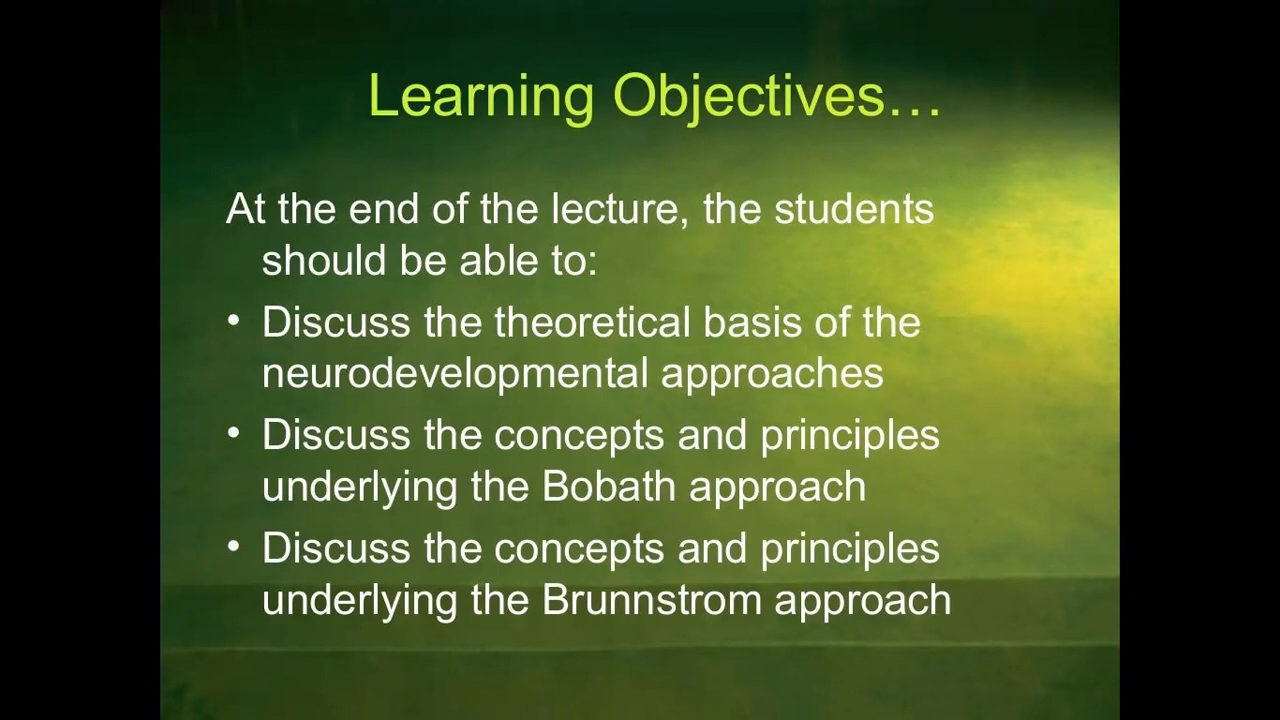 Learning Objectives…
At the end of the lecture, the students
should be able to:
• Discuss the theoretical basis of the
neurodevelopmental approaches
• Discuss the concepts and principles
underlying the Bobath approach
• Discuss the concepts and principles
underlying the Brunnstrom approach